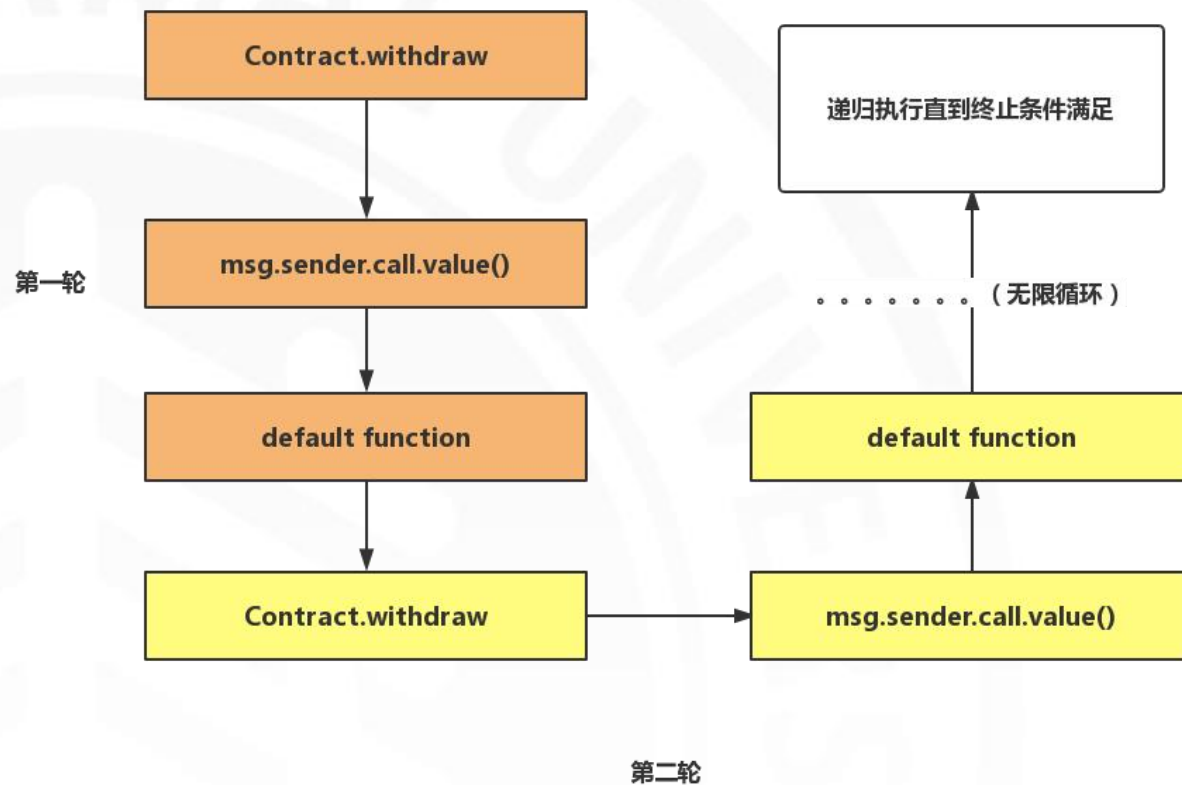 Contract.withdraw
msg.sender.call.value()
第一轮
default function
Contract.withdraw
msg.sender.call.value()
第二轮
default function
。。。。。。。（无限循环）
递归执行直到终止条件满足